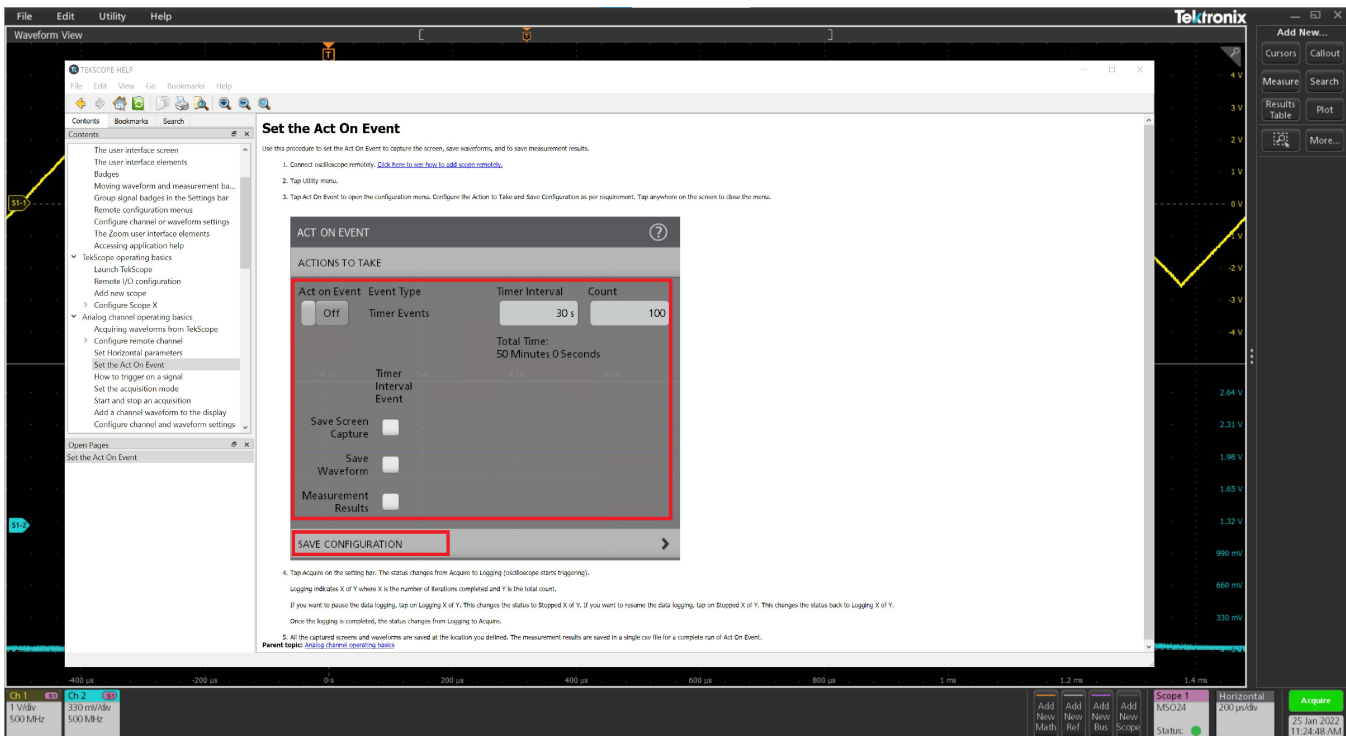 File Edit Utility Help
Tektronix
Waveform View
[ T ]
T
Add New...
Cursors Callout
Measure Search
Results Table Plot
More...
TEKSCOPE HELP
File Edit View Go Bookmarks Help
Contents Bookmarks Search
Contents
The user interface screen
The user interface elements
Badges
Moving waveform and measurement ba...
Group signal badges in the Settings bar
Remote configuration menus
Configure channel or waveform settings
The Zoom user interface elements
Accessing application help
TekScope operating basics
Launch TekScope
Remote I/O configuration
Add new scope
Configure Scope X
Analog channel operating basics
Acquiring waveforms from TekScope
Configure remote channel
Set Horizontal parameters
Set the Act On Event
How to trigger on a signal
Set the acquisition mode
Start and stop an acquisition
Add a channel waveform to the display
Configure channel and waveform settings
Open Pages
Set the Act On Event
Set the Act On Event
Use this procedure to set the Act On Event to capture the screen, save waveforms, and to save measurement results.
1. Connect oscilloscope remotely. Click here to see how to add scope remotely.
2. Tap Utility menu.
3. Tap Act On Event to open the configuration menu. Configure the Action to Take and Save Configuration as per requirement. Tap anywhere on the screen to close the menu.
ACT ON EVENT ?
ACTIONS TO TAKE
Act on Event Event Type Timer Interval Count
Off Timer Events 30 s 100
Total Time:
50 Minutes 0 Seconds
Timer
Interval
Event
Save Screen
Capture
Save
Waveform
Measurement
Results
SAVE CONFIGURATION
4. Tap Acquire on the setting bar. The status changes from Acquire to Logging (oscilloscope starts triggering).
Logging indicates X of Y where X is the number of iterations completed and Y is the total count.
If you want to pause the data logging, tap on Logging X of Y. This changes the status to Stopped X of Y. If you want to resume the data logging, tap on Stopped X of Y. This changes the status back to Logging X of Y.
Once the logging is completed, the status changes from Logging to Acquire.
5. All the captured screens and waveforms are saved at the location you defined. The measurement results are saved in a single csv file for a complete run of Act On Event.
Parent topic: Analog channel operating basics
S1-1
S1-2
4 V
3 V
2 V
1 V
0 V
-1 V
-2 V
-3 V
-4 V
2.64 V
2.31 V
1.98 V
1.65 V
1.32 V
990 mV
660 mV
330 mV
-400 µs -200 µs 0 s 200 µs 400 µs 600 µs 800 µs 1 ms 1.2 ms 1.4 ms
Ch 1 S1
1 V/div
500 MHz
Ch 2 S1
330 mV/div
500 MHz
Add New Math
Add New Ref
Add New Bus
Add New Scope
Scope 1
MSO24
Status:
Horizontal
200 µs/div
Acquire
25 Jan 2022
11:24:48 AM